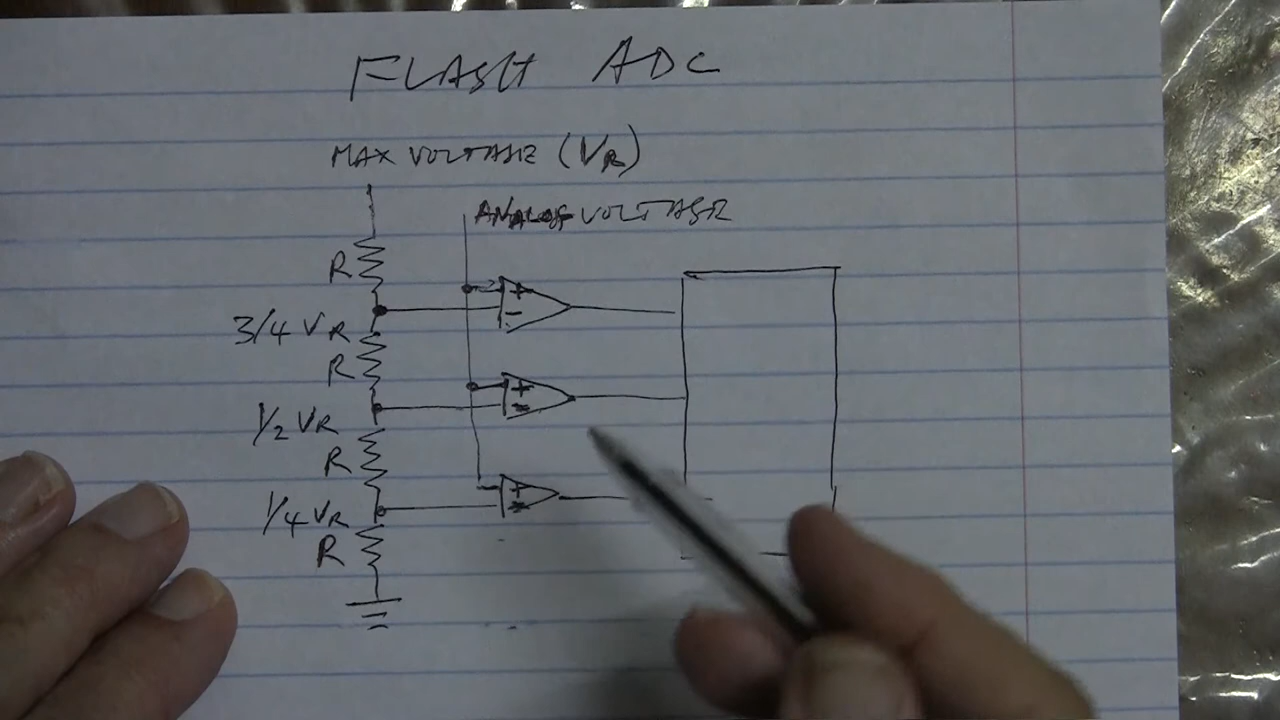 FLASH ADC
MAX VOLTAGE (VR)
ANALOG VOLTAGE
R
+
-
3/4 VR
R
+
-
1/2 VR
R
+
-
1/4 VR
R